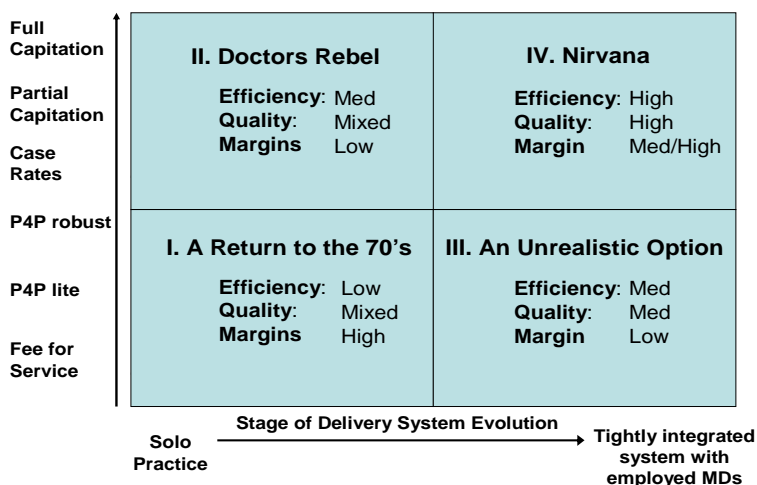 Full
Capitation
Partial
Capitation
Case
Rates
P4P robust
P4P lite
Fee for
Service
II. Doctors Rebel
Efficiency: Med
Quality: Mixed
Margins Low
IV. Nirvana
Efficiency: High
Quality: High
Margin Med/High
I. A Return to the 70's
Efficiency: Low
Quality: Mixed
Margins High
III. An Unrealistic Option
Efficiency: Med
Quality: Med
Margin Low
Stage of Delivery System Evolution
Solo
Practice
Tightly integrated
system with
employed MDs